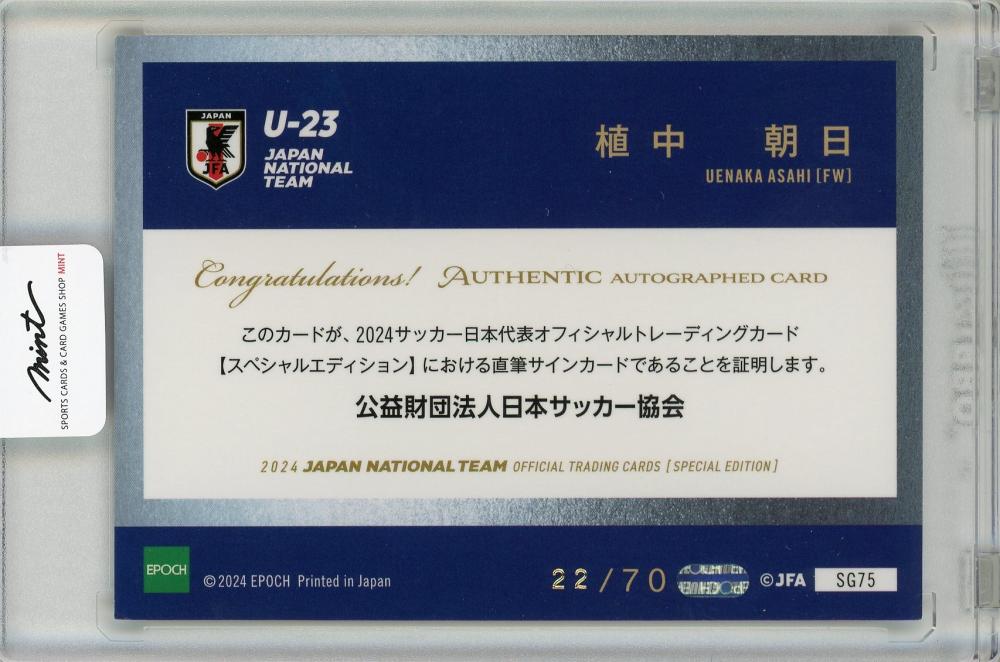 JAPAN
JFA
U-23
JAPAN
NATIONAL
TEAM
植中 朝日
UENAKA ASAHI [FW]
Congratulations! AUTHENTIC AUTOGRAPHED CARD
このカードが、2024サッカー日本代表オフィシャルトレーディングカード
【スペシャルエディション】における直筆サインカードであることを証明します。
公益財団法人日本サッカー協会
2024 JAPAN NATIONAL TEAM OFFICIAL TRADING CARDS [SPECIAL EDITION]
EPOCH
©2024 EPOCH Printed in Japan
22/70
©JFA
SG75
mint
SPORTS CARDS & CARD GAMES SHOP MINT